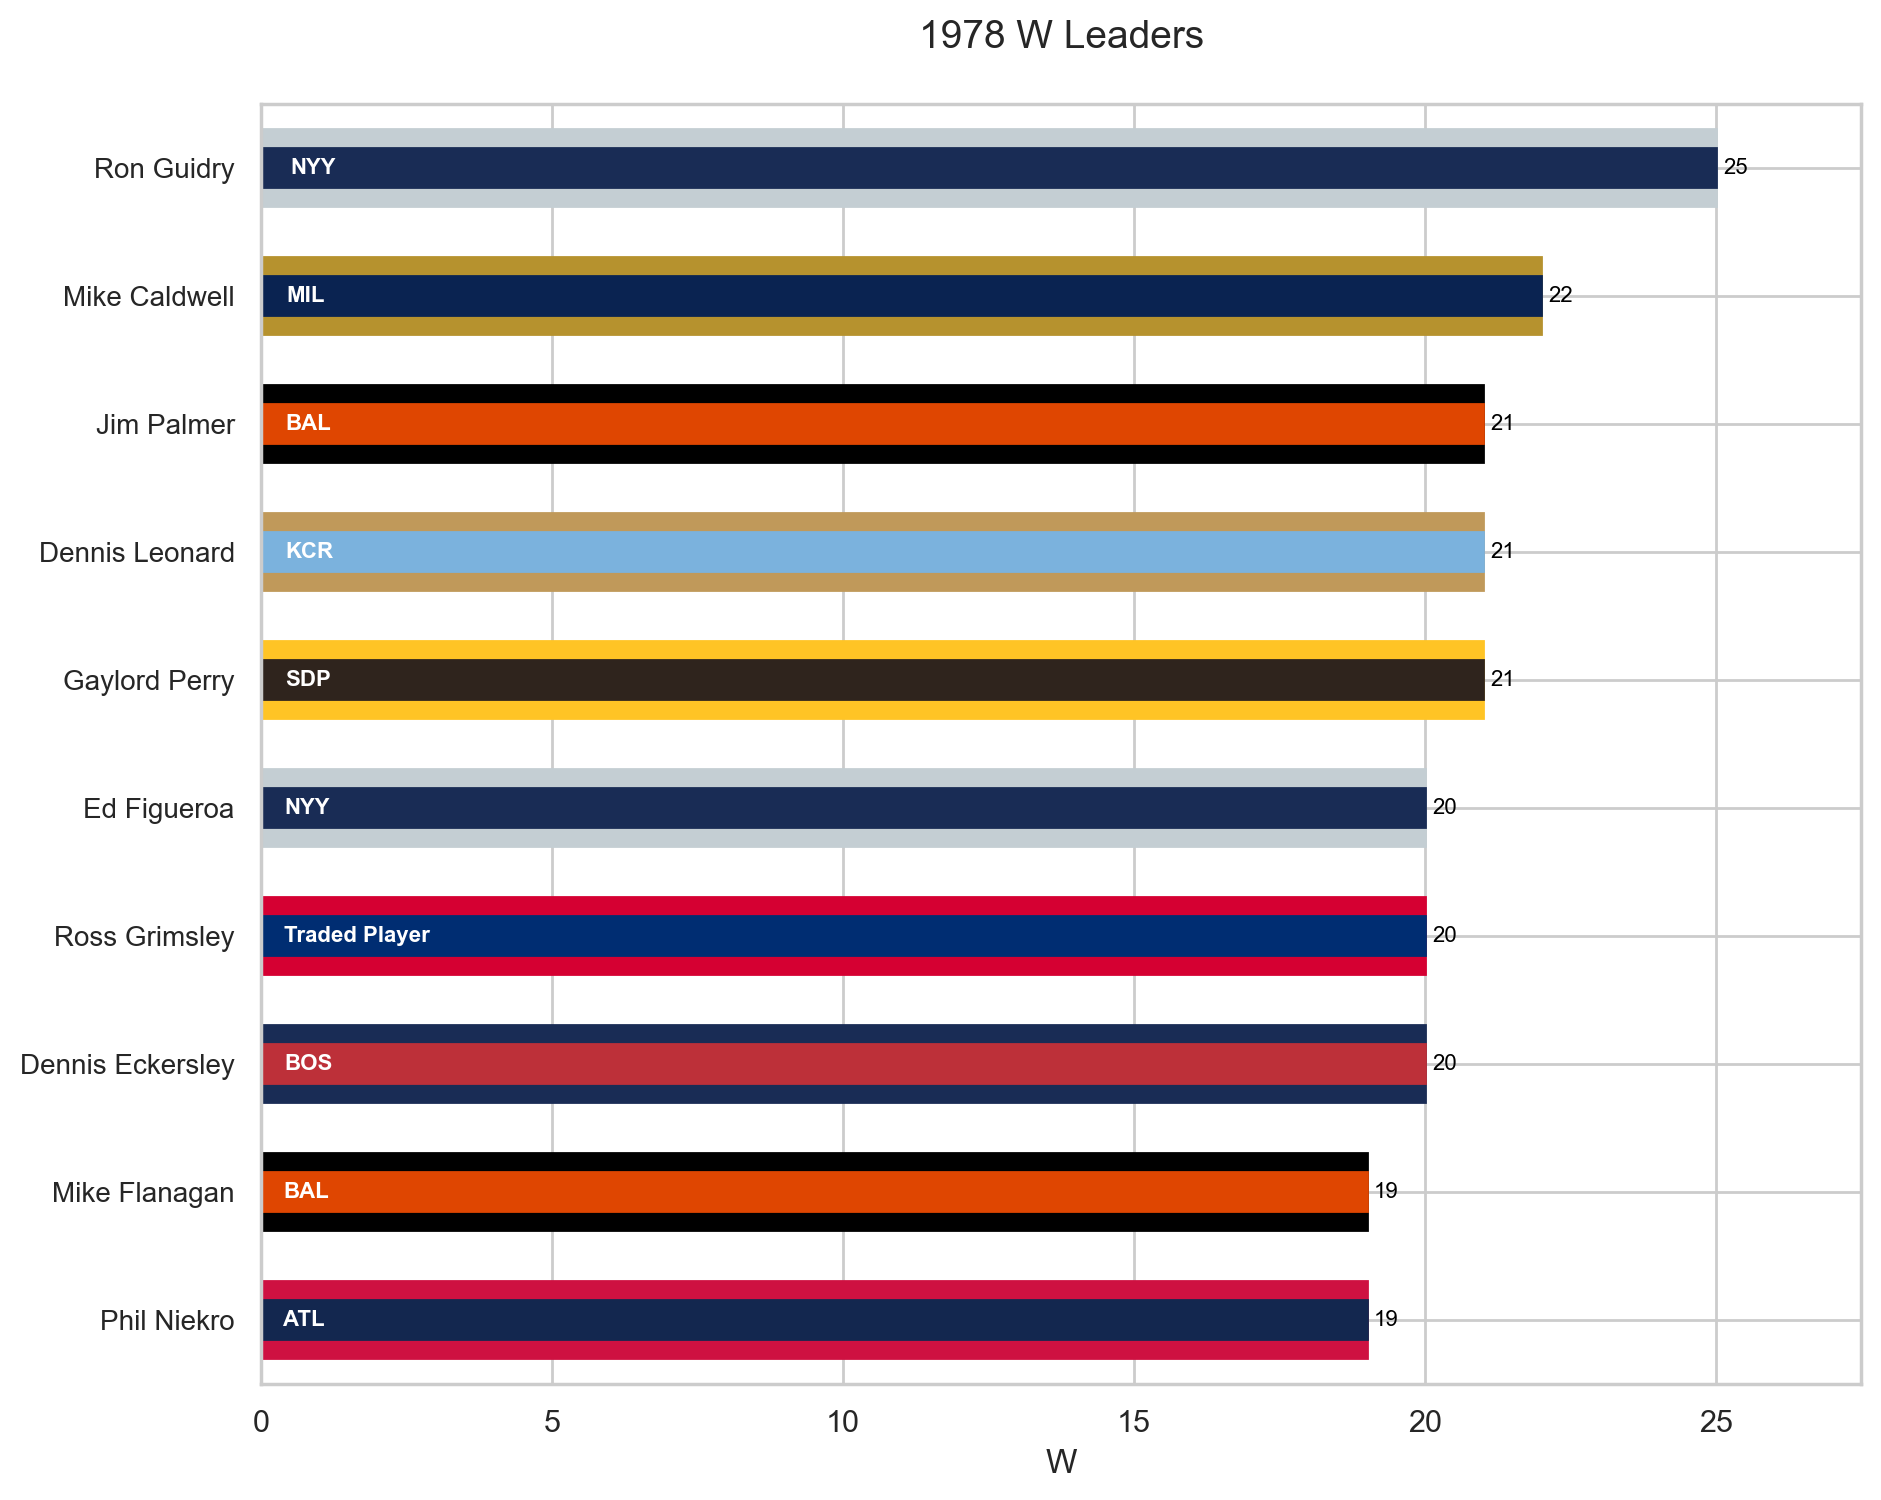 1978 W Leaders
Ron Guidry NYY 25
Mike Caldwell MIL 22
Jim Palmer BAL 21
Dennis Leonard KCR 21
Gaylord Perry SDP 21
Ed Figueroa NYY 20
Ross Grimsley Traded Player 20
Dennis Eckersley BOS 20
Mike Flanagan BAL 19
Phil Niekro ATL 19
0 5 10 15 20 25
W